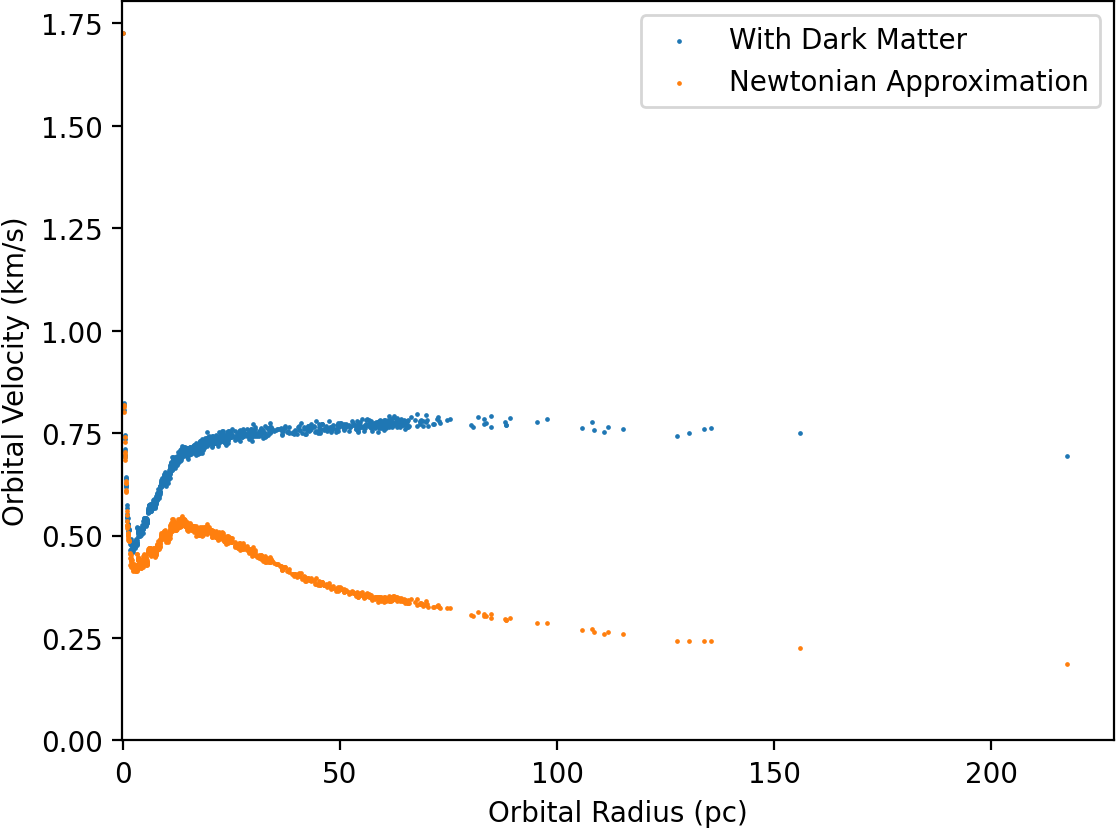 With Dark Matter
Newtonian Approximation
1.75
1.50
1.25
1.00
0.75
0.50
0.25
0.00
Orbital Velocity (km/s)
0 50 100 150 200
Orbital Radius (pc)